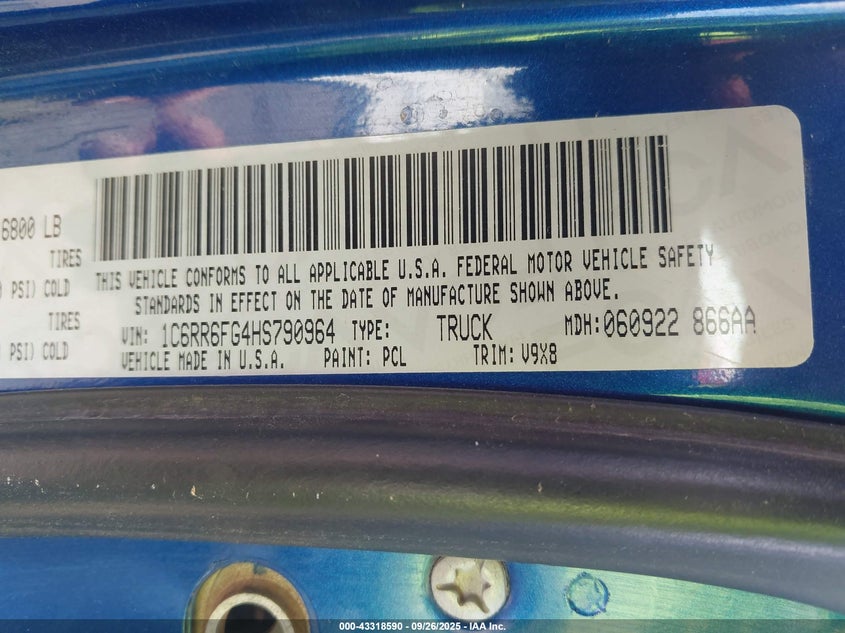 6800 LB
TIRES
PSI) COLD
TIRES
PSI) COLD
THIS VEHICLE CONFORMS TO ALL APPLICABLE U.S.A. FEDERAL MOTOR VEHICLE SAFETY
STANDARDS IN EFFECT ON THE DATE OF MANUFACTURE SHOWN ABOVE.
VIN: 1C6RR6FG4HS790964 TYPE: TRUCK MDH: 060922 866AA
VEHICLE MADE IN U.S.A. PAINT: PCL TRIM: V9X8
000-43318590 - 09/26/2025 - IAA Inc.